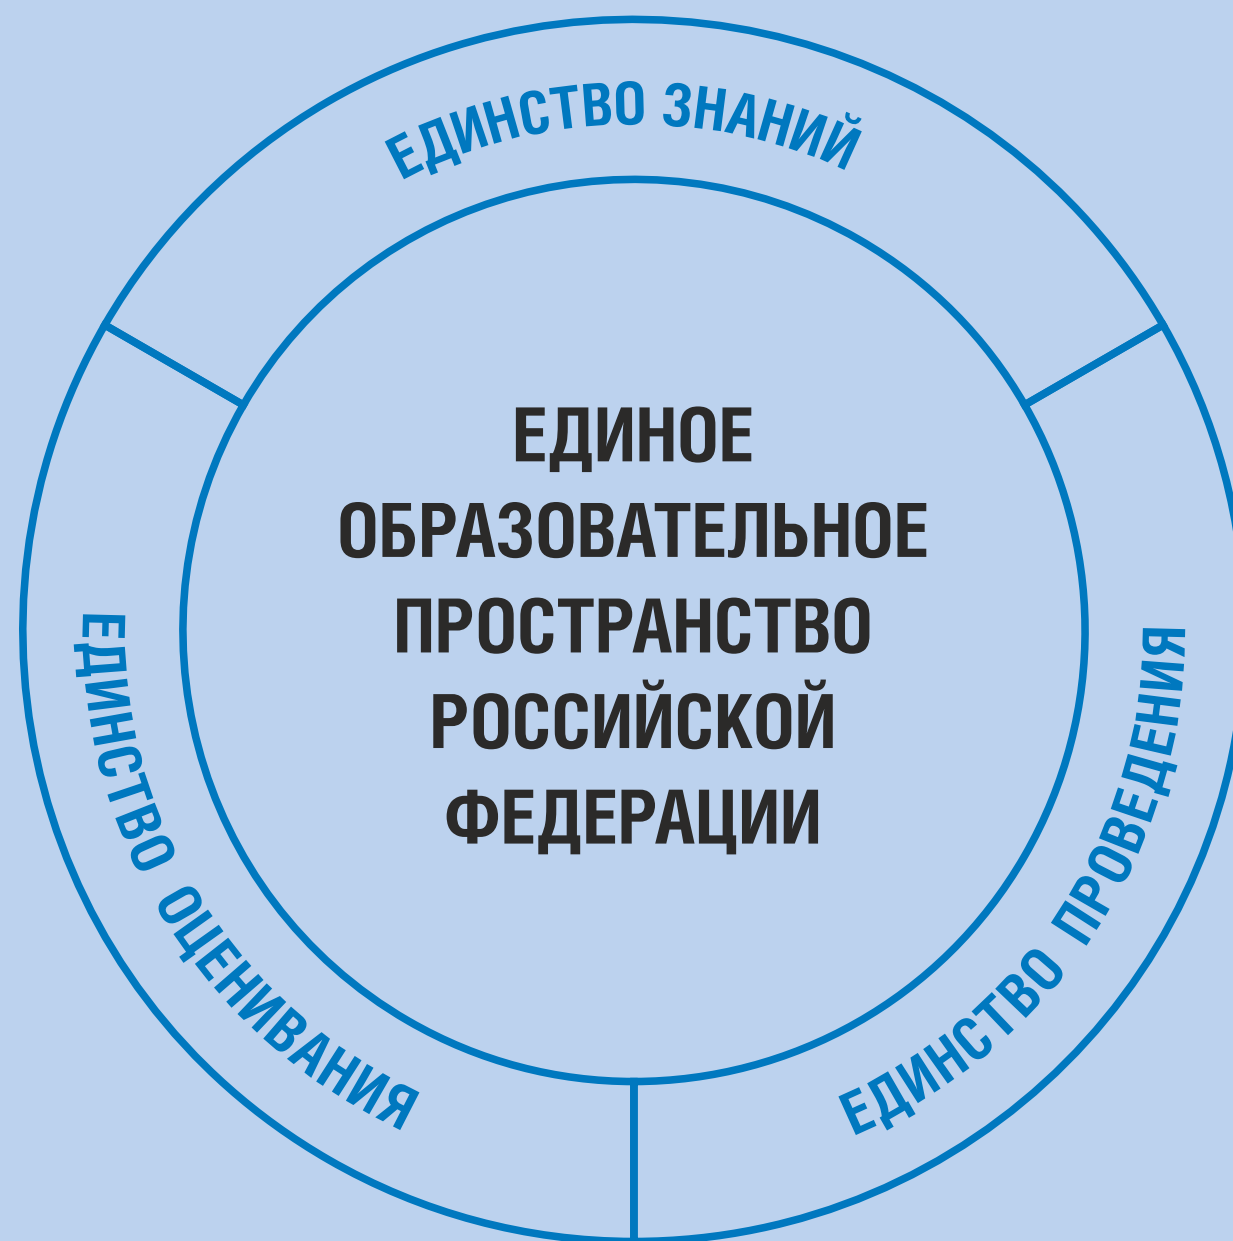 ЕДИНСТВО ЗНАНИЙ
ЕДИНОЕ
ОБРАЗОВАТЕЛЬНОЕ
ПРОСТРАНСТВО
РОССИЙСКОЙ
ФЕДЕРАЦИИ
ЕДИНСТВО ОЦЕНИВАНИЯ
ЕДИНСТВО ПРОВЕДЕНИЯ